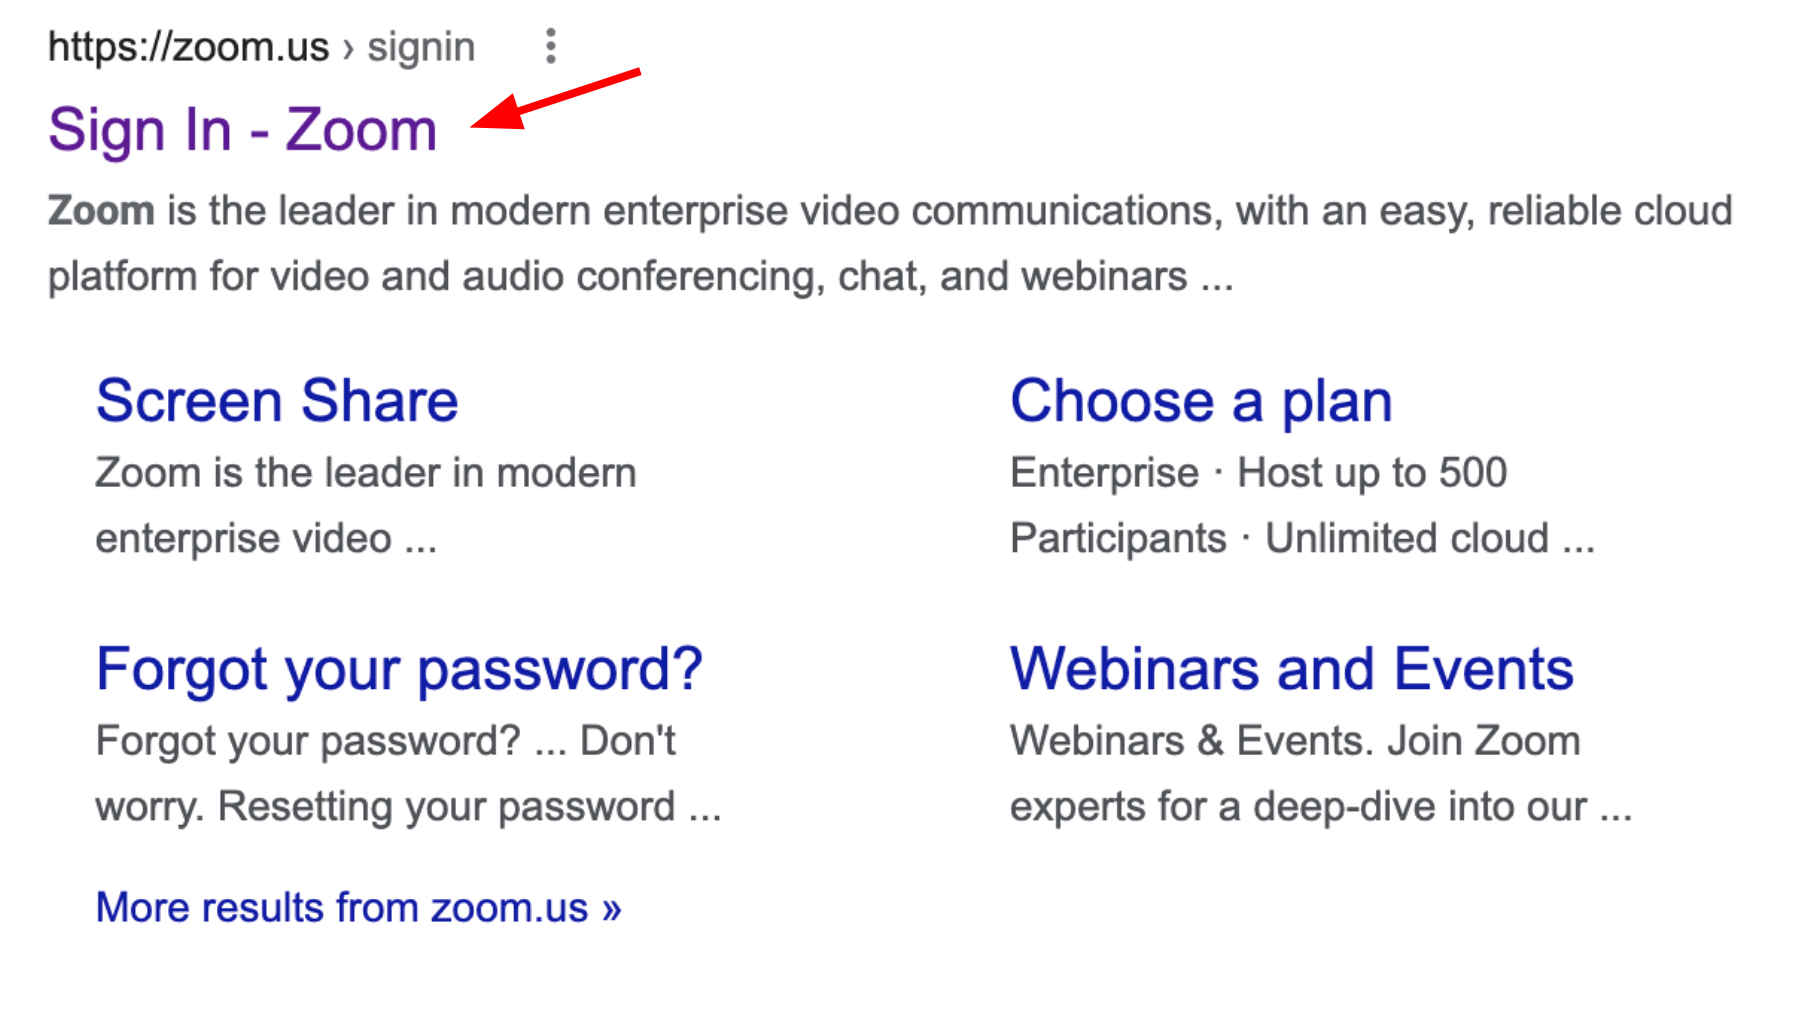 https://zoom.us › signin
Sign In - Zoom
Zoom is the leader in modern enterprise video communications, with an easy, reliable cloud
platform for video and audio conferencing, chat, and webinars ...
Screen Share
Zoom is the leader in modern
enterprise video ...
Choose a plan
Enterprise · Host up to 500
Participants · Unlimited cloud ...
Forgot your password?
Forgot your password? ... Don't
worry. Resetting your password ...
Webinars and Events
Webinars & Events. Join Zoom
experts for a deep-dive into our ...
More results from zoom.us »